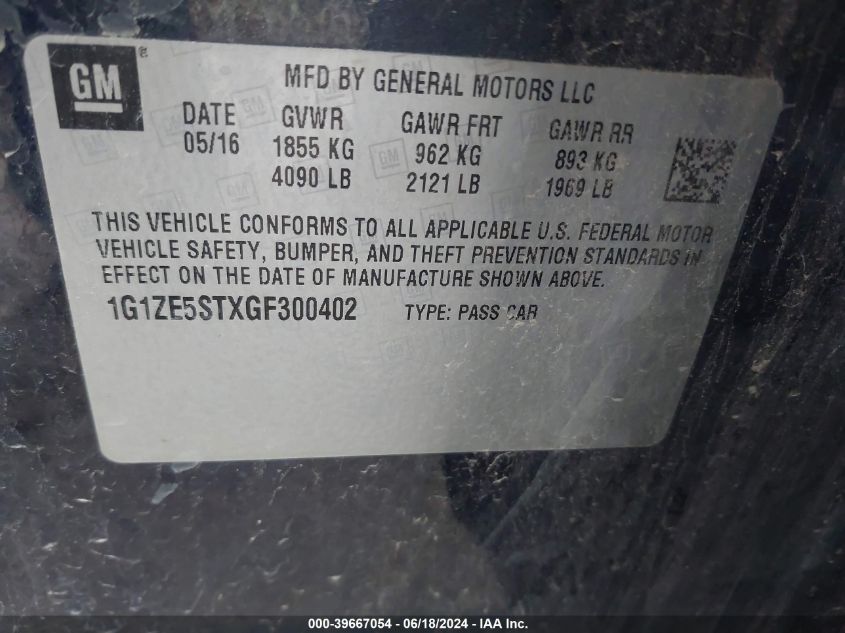 GM
MFD BY GENERAL MOTORS LLC
DATE GVWR GAWR FRT GAWR RR
05/16 1855 KG 962 KG 893 KG
4090 LB 2121 LB 1969 LB
THIS VEHICLE CONFORMS TO ALL APPLICABLE U.S. FEDERAL MOTOR
VEHICLE SAFETY, BUMPER, AND THEFT PREVENTION STANDARDS IN
EFFECT ON THE DATE OF MANUFACTURE SHOWN ABOVE.
1G1ZE5STXGF300402 TYPE: PASS CAR
000-39667054 - 06/18/2024 - IAA, Inc.